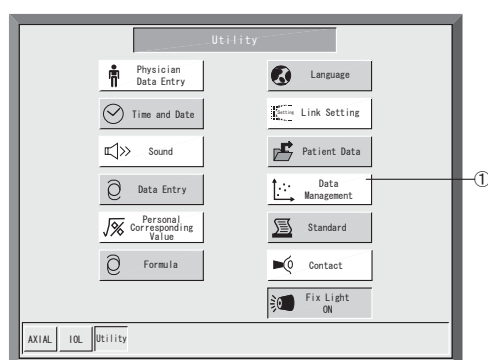 Utility
Physician
Data Entry
Time and Date
Sound
Data Entry
Personal
Corresponding
Value
Formula
Language
Setting
Link Setting
Patient Data
Data
Management
①
Standard
Contact
Fix Light
ON
AXIAL
IOL
Utility